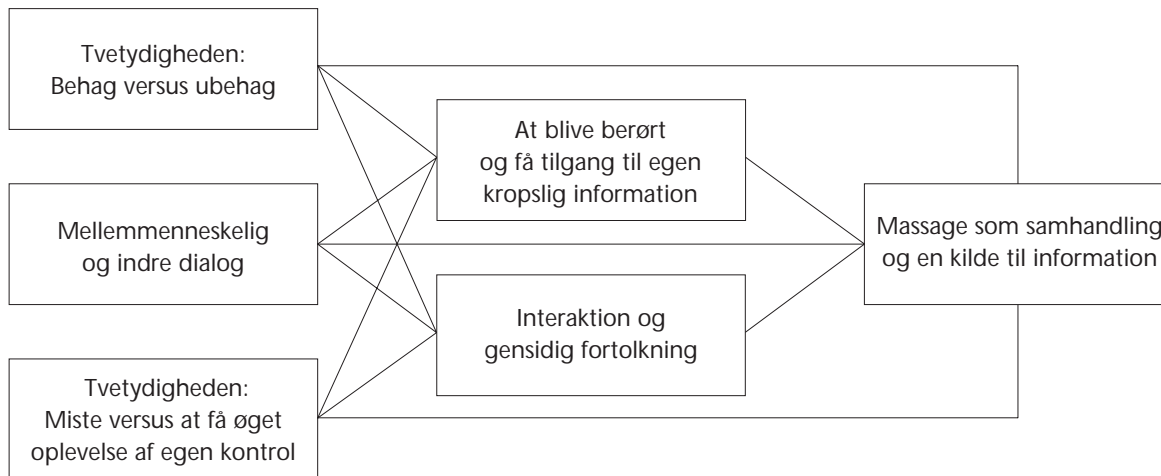 Tvetydigheden:
Behag versus ubehag
Mellemmenneskelig
og indre dialog
Tvetydigheden:
Miste versus at få øget
oplevelse af egen kontrol
At blive berørt
og få tilgang til egen
kropslig information
Interaktion og
gensidig fortolkning
Massage som samhandling
og en kilde til information